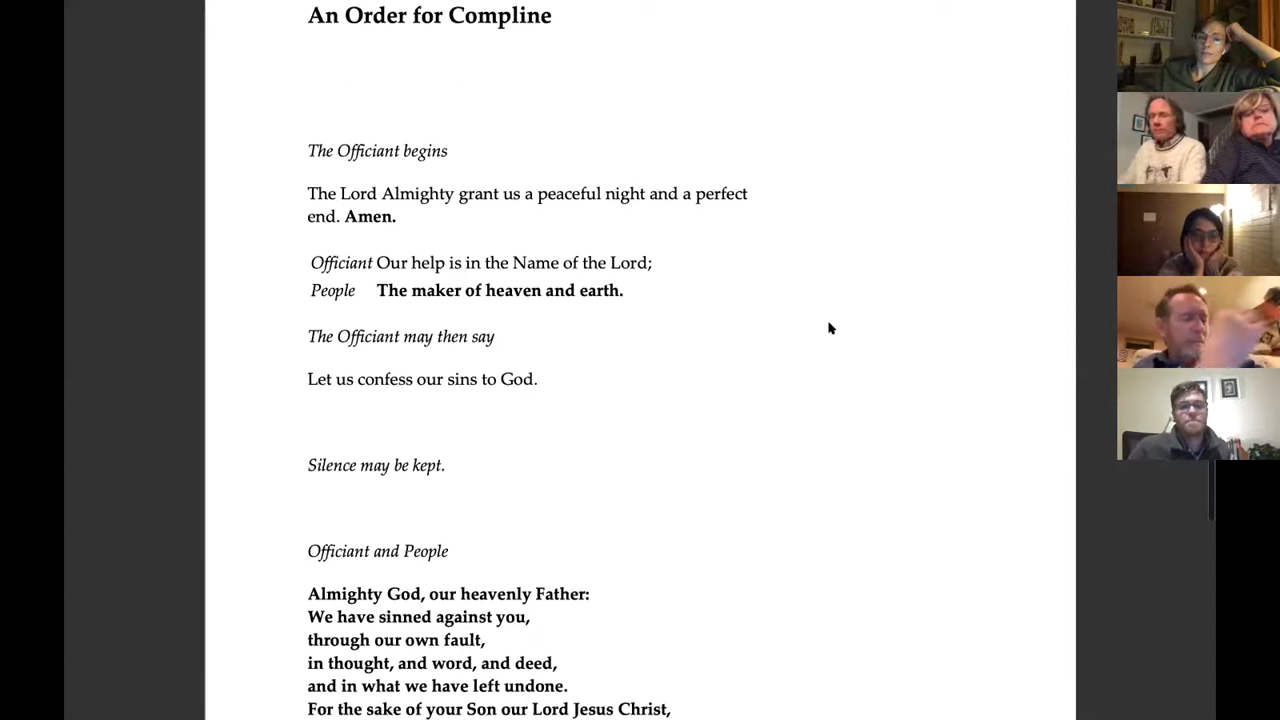 An Order for Compline
The Officiant begins
The Lord Almighty grant us a peaceful night and a perfect
end. Amen.
Officiant Our help is in the Name of the Lord;
People The maker of heaven and earth.
The Officiant may then say
Let us confess our sins to God.
Silence may be kept.
Officiant and People
Almighty God, our heavenly Father:
We have sinned against you,
through our own fault,
in thought, and word, and deed,
and in what we have left undone.
For the sake of your Son our Lord Jesus Christ,